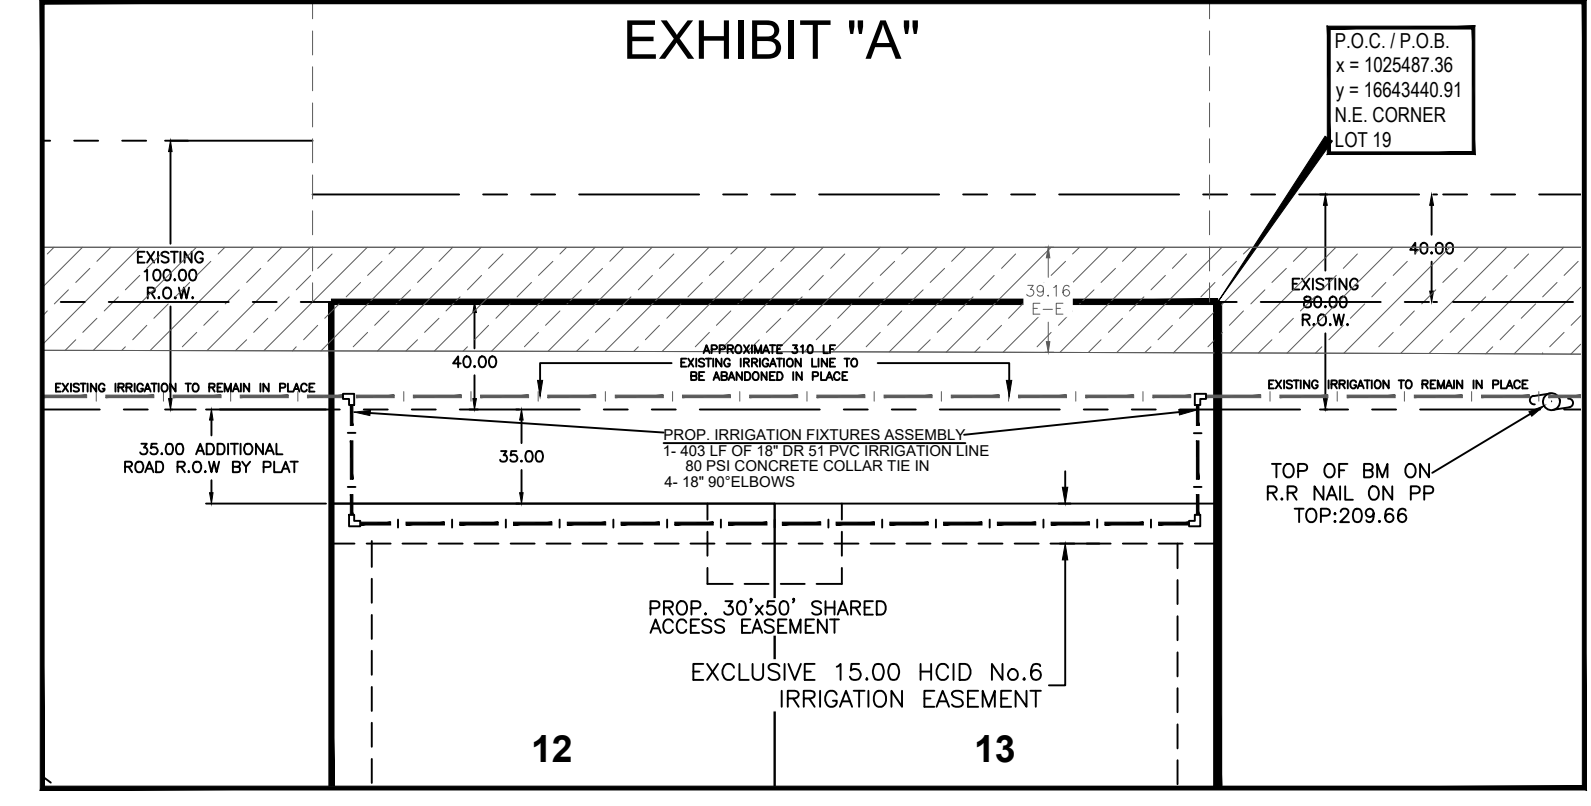 EXHIBIT "A"
P.O.C. / P.O.B.
x = 1025487.36
y = 16643440.91
N.E. CORNER
LOT 19
EXISTING
100.00
R.O.W.
40.00
EXISTING
80.00
R.O.W.
39.16
E-E
40.00
APPROXIMATE 310 LF
EXISTING IRRIGATION LINE TO
BE ABANDONED IN PLACE
EXISTING IRRIGATION TO REMAIN IN PLACE
EXISTING IRRIGATION TO REMAIN IN PLACE
35.00 ADDITIONAL
ROAD R.O.W BY PLAT
35.00
PROP. IRRIGATION FIXTURES ASSEMBLY
1- 403 LF OF 18" DR 51 PVC IRRIGATION LINE
80 PSI CONCRETE COLLAR TIE IN
4- 18" 90°ELBOWS
TOP OF BM ON
R.R NAIL ON PP
TOP:209.66
PROP. 30'x50' SHARED
ACCESS EASEMENT
EXCLUSIVE 15.00 HCID No.6
IRRIGATION EASEMENT
12
13